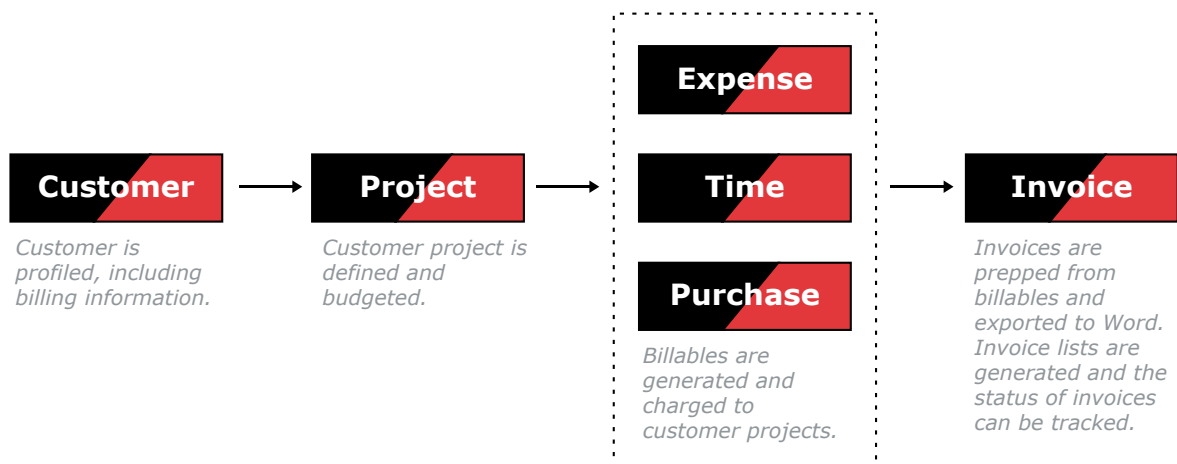 Customer
Customer is
profiled, including
billing information.
Project
Customer project is
defined and
budgeted.
Expense
Time
Purchase
Billables are
generated and
charged to
customer projects.
Invoice
Invoices are
prepped from
billables and
exported to Word.
Invoice lists are
generated and the
status of invoices
can be tracked.